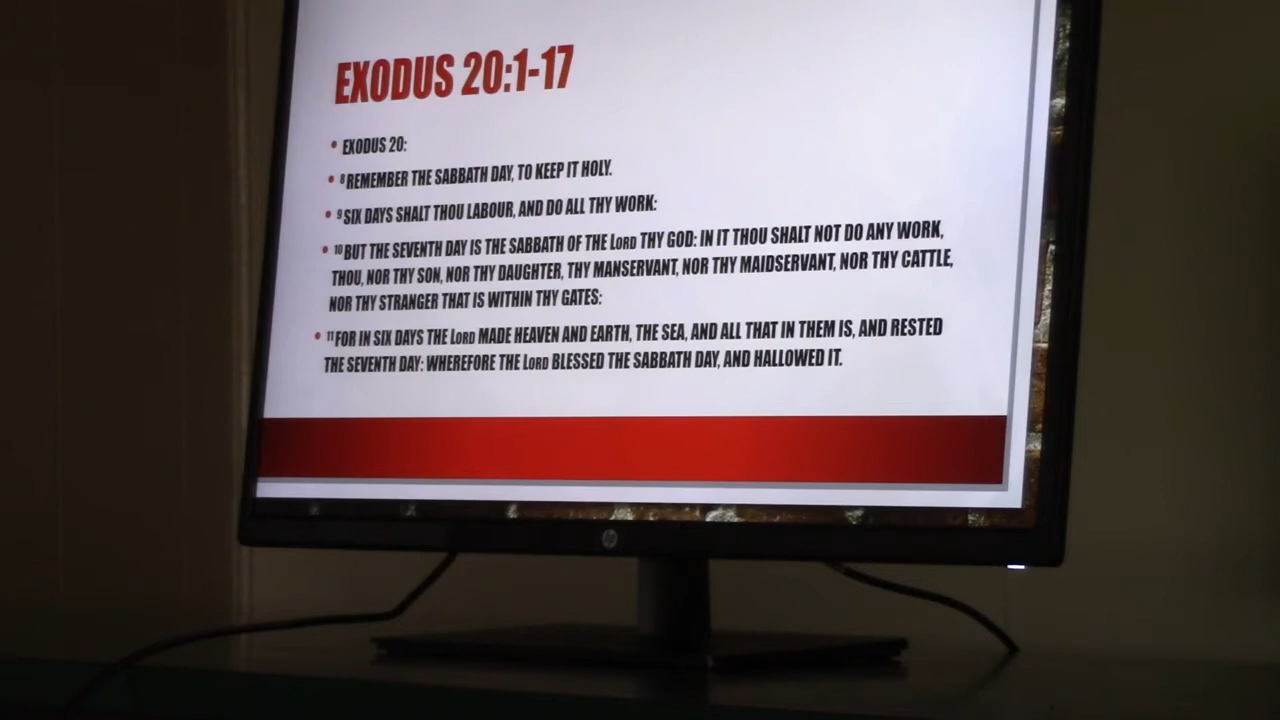 EXODUS 20:1-17
• EXODUS 20:
• 8 REMEMBER THE SABBATH DAY, TO KEEP IT HOLY.
• 9 SIX DAYS SHALT THOU LABOUR, AND DO ALL THY WORK:
• 10 BUT THE SEVENTH DAY IS THE SABBATH OF THE LORD THY GOD: IN IT THOU SHALT NOT DO ANY WORK,
THOU, NOR THY SON, NOR THY DAUGHTER, THY MANSERVANT, NOR THY MAIDSERVANT, NOR THY CATTLE,
NOR THY STRANGER THAT IS WITHIN THY GATES:
• 11 FOR IN SIX DAYS THE LORD MADE HEAVEN AND EARTH, THE SEA, AND ALL THAT IN THEM IS, AND RESTED
THE SEVENTH DAY: WHEREFORE THE LORD BLESSED THE SABBATH DAY, AND HALLOWED IT.
hp